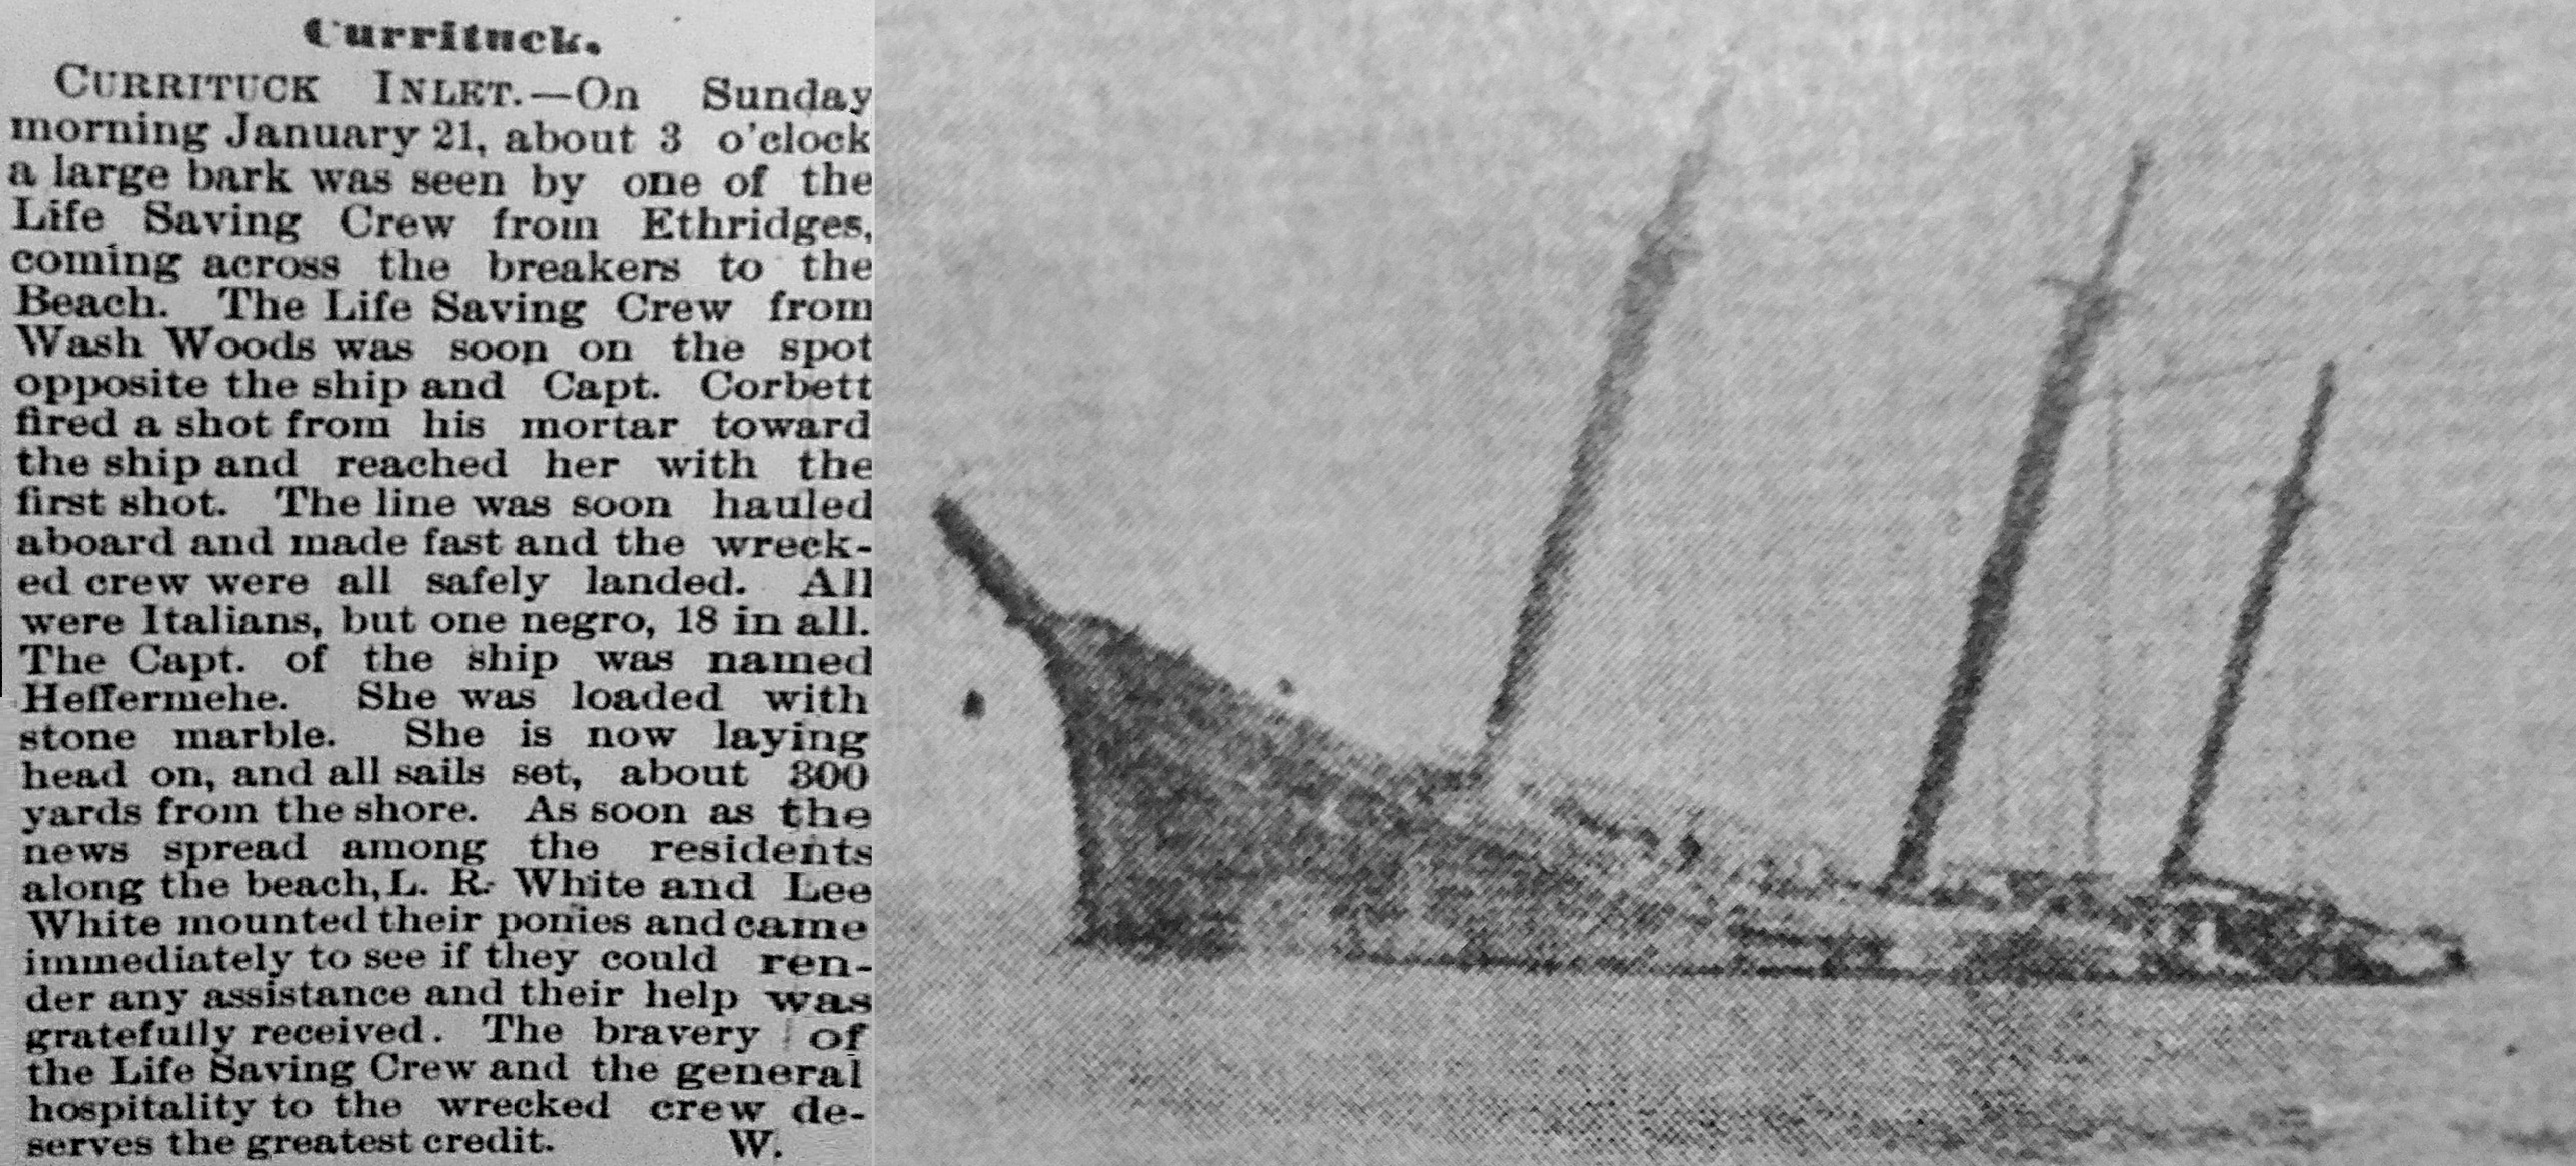 Currituck.
CURRITUCK INLET.—On Sunday
morning January 21, about 3 o'clock
a large bark was seen by one of the
Life Saving Crew from Ethridges,
coming across the breakers to the
Beach. The Life Saving Crew from
Wash Woods was soon on the spot
opposite the ship and Capt. Corbett
fired a shot from his mortar toward
the ship and reached her with the
first shot. The line was soon hauled
aboard and made fast and the wreck-
ed crew were all safely landed. All
were Italians, but one negro, 18 in all.
The Capt. of the ship was named
Heffermehe. She was loaded with
stone marble. She is now laying
head on, and all sails set, about 300
yards from the shore. As soon as the
news spread among the residents
along the beach, L. R. White and Lee
White mounted their ponies and came
immediately to see if they could ren-
der any assistance and their help was
gratefully received. The bravery of
the Life Saving Crew and the general
hospitality to the wrecked crew de-
serves the greatest credit. W.